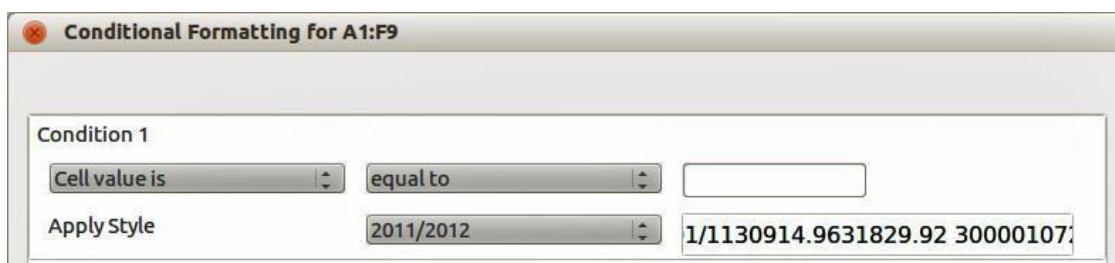 Conditional Formatting for A1:F9
Condition 1
Cell value is equal to
Apply Style 2011/2012 1/1130914.9631829.92 30000107